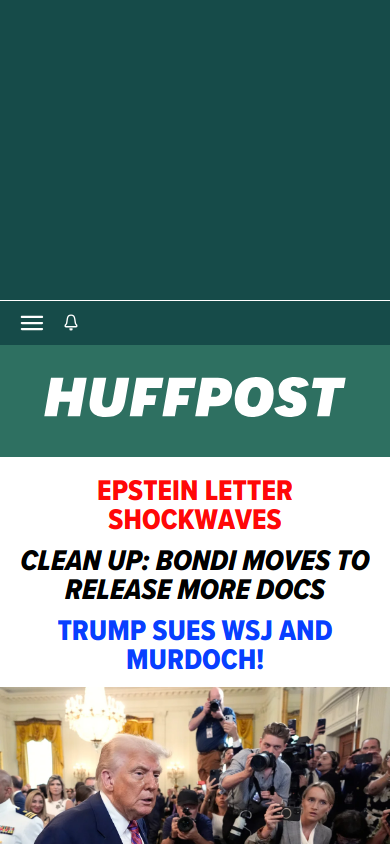 HUFFPOST
EPSTEIN LETTER
SHOCKWAVES
CLEAN UP: BONDI MOVES TO
RELEASE MORE DOCS
TRUMP SUES WSJ AND
MURDOCH!